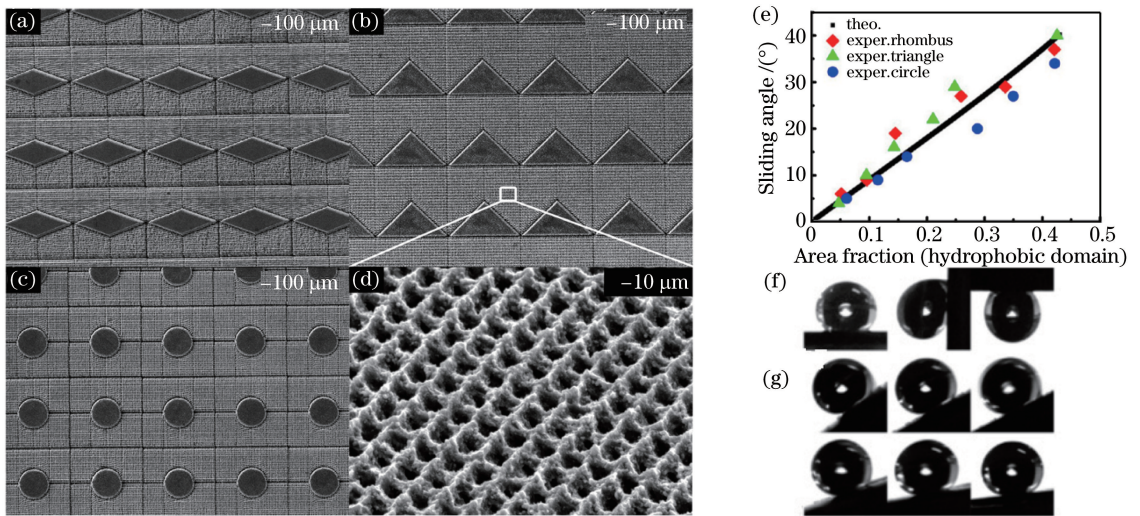 (a)
–100 μm
(b)
–100 μm
(c)
–100 μm
(d)
–10 μm
(e)
theo.
exper.rhombus
exper.triangle
exper.circle
Sliding angle /(°)
40
30
20
10
0
0
0.1
0.2
0.3
0.4
0.5
Area fraction (hydrophobic domain)
(f)
(g)